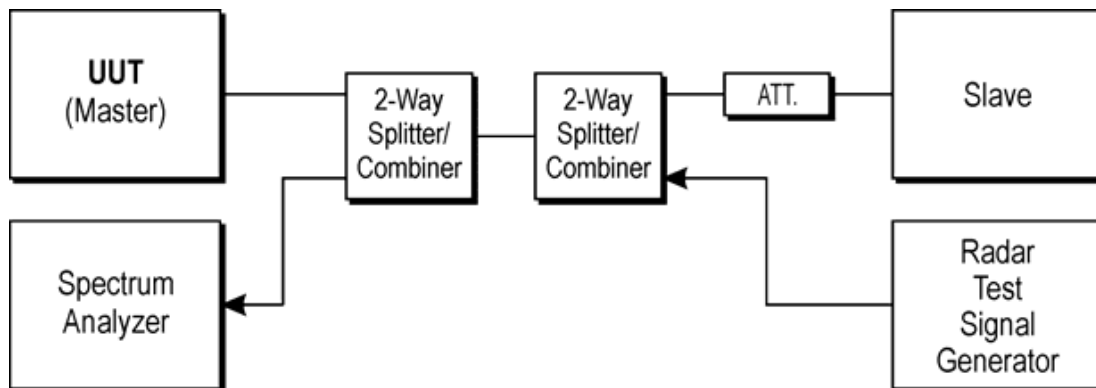 UUT
(Master)
2-Way
Splitter/
Combiner
2-Way
Splitter/
Combiner
ATT.
Slave
Spectrum
Analyzer
Radar
Test
Signal
Generator